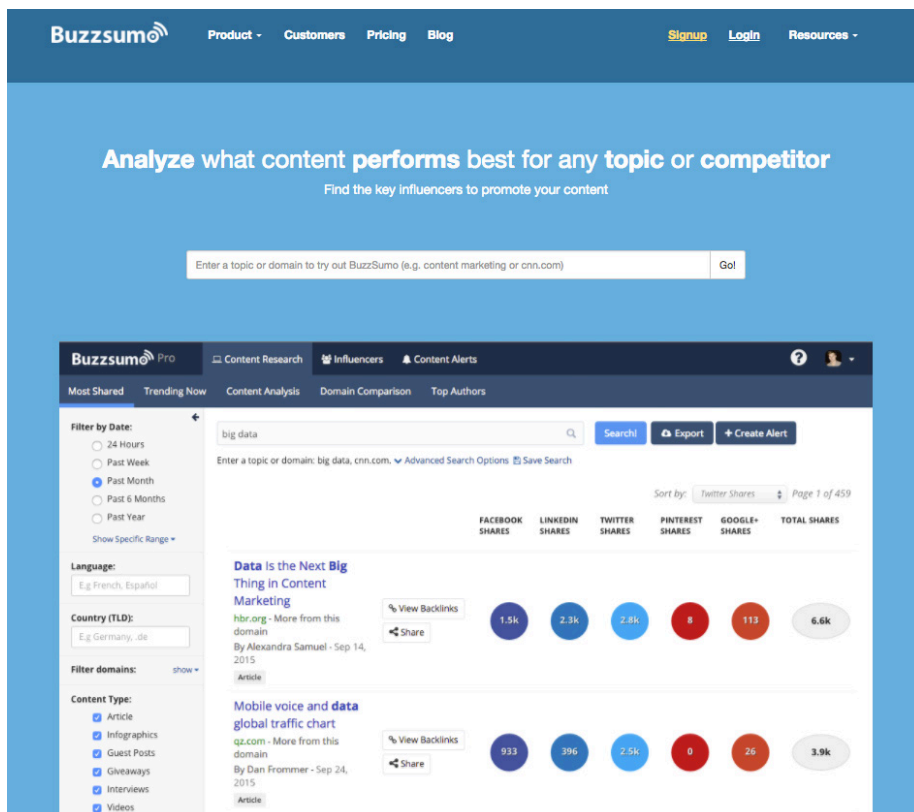 Buzzsumo Product Customers Pricing Blog Signup Login Resources
Analyze what content performs best for any topic or competitor
Find the key influencers to promote your content
Enter a topic or domain to try out BuzzSumo (e.g. content marketing or cnn.com) Go!
Buzzsumo Pro Content Research Influencers Content Alerts ?
Most Shared Trending Now Content Analysis Domain Comparison Top Authors
Filter by Date:
24 Hours
Past Week
Past Month
Past 6 Months
Past Year
Show Specific Range
Language:
E.g French, Español
Country (TLD):
E.g Germany, .de
Filter domains: show
Content Type:
Article
Infographics
Guest Posts
Giveaways
Interviews
Videos
big data Search! Export + Create Alert
Enter a topic or domain: big data, cnn.com. Advanced Search Options Save Search
Sort by: Twitter Shares Page 1 of 459
FACEBOOK SHARES LINKEDIN SHARES TWITTER SHARES PINTEREST SHARES GOOGLE+ SHARES TOTAL SHARES
Data Is the Next Big
Thing in Content
Marketing
hbr.org - More from this
domain
By Alexandra Samuel - Sep 14,
2015
Article
View Backlinks
Share
1.5k 2.3k 2.8k 8 113 6.6k
Mobile voice and data
global traffic chart
qz.com - More from this
domain
By Dan Frommer - Sep 24,
2015
Article
View Backlinks
Share
933 396 2.5k 0 26 3.9k